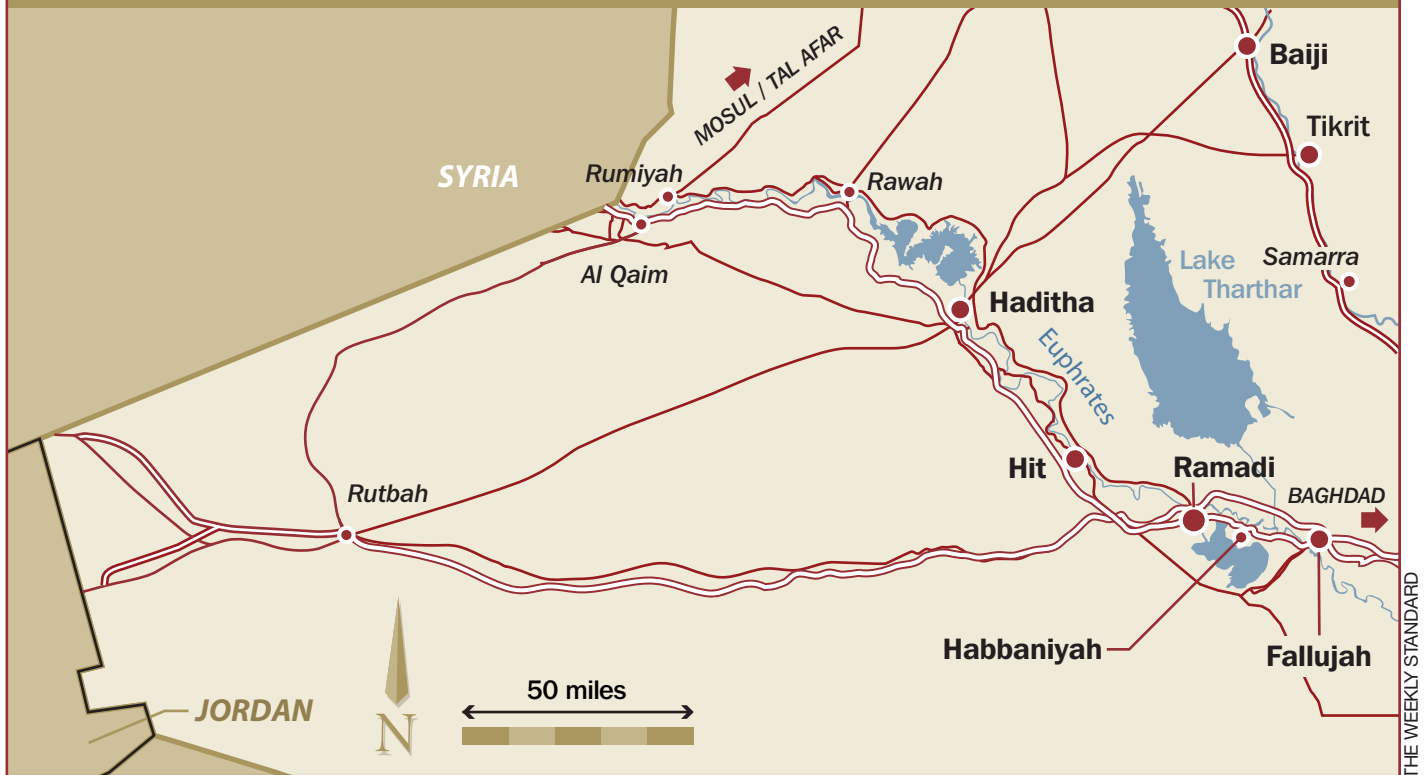 Baiji
MOSUL / TAL AFAR
Tikrit
SYRIA
Rumiyah
Rawah
Al Qaim
Lake
Tharthar
Samarra
Haditha
Euphrates
Hit
Ramadi
Rutbah
BAGHDAD
Habbaniyah
Fallujah
50 miles
JORDAN
N
THE WEEKLY STANDARD